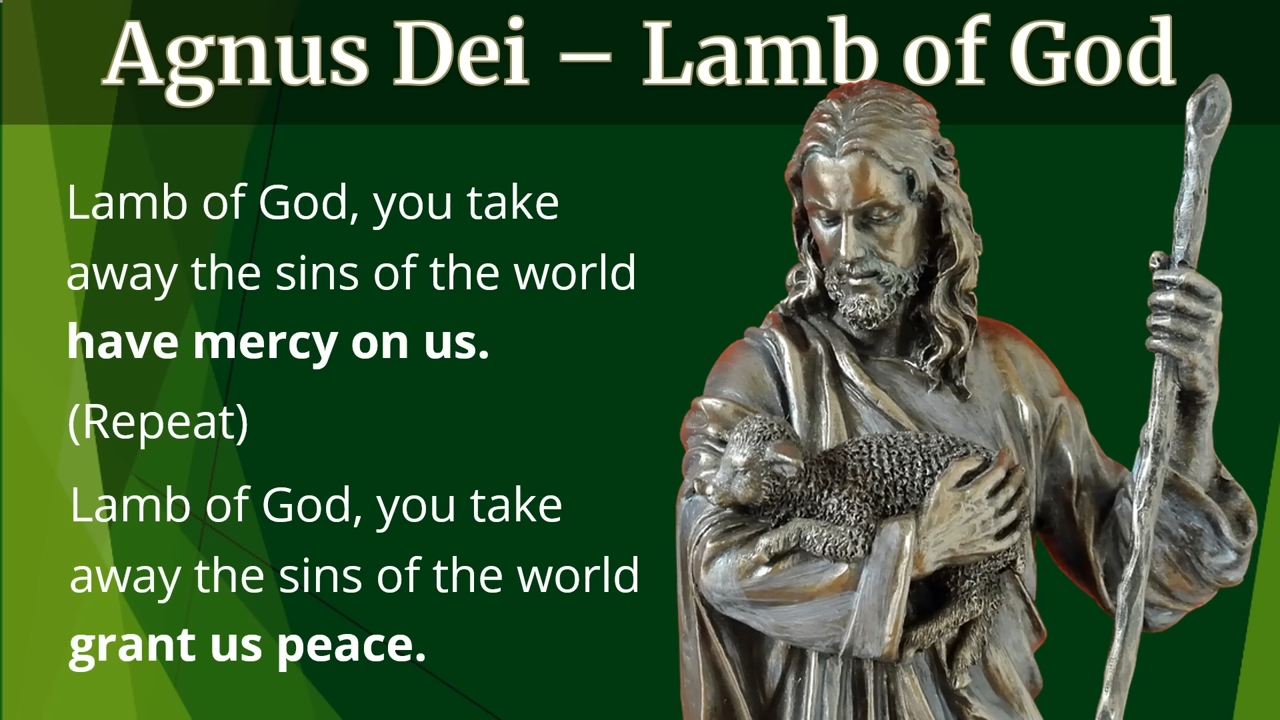 Agnus Dei – Lamb of God
Lamb of God, you take
away the sins of the world
have mercy on us.
(Repeat)
Lamb of God, you take
away the sins of the world
grant us peace.